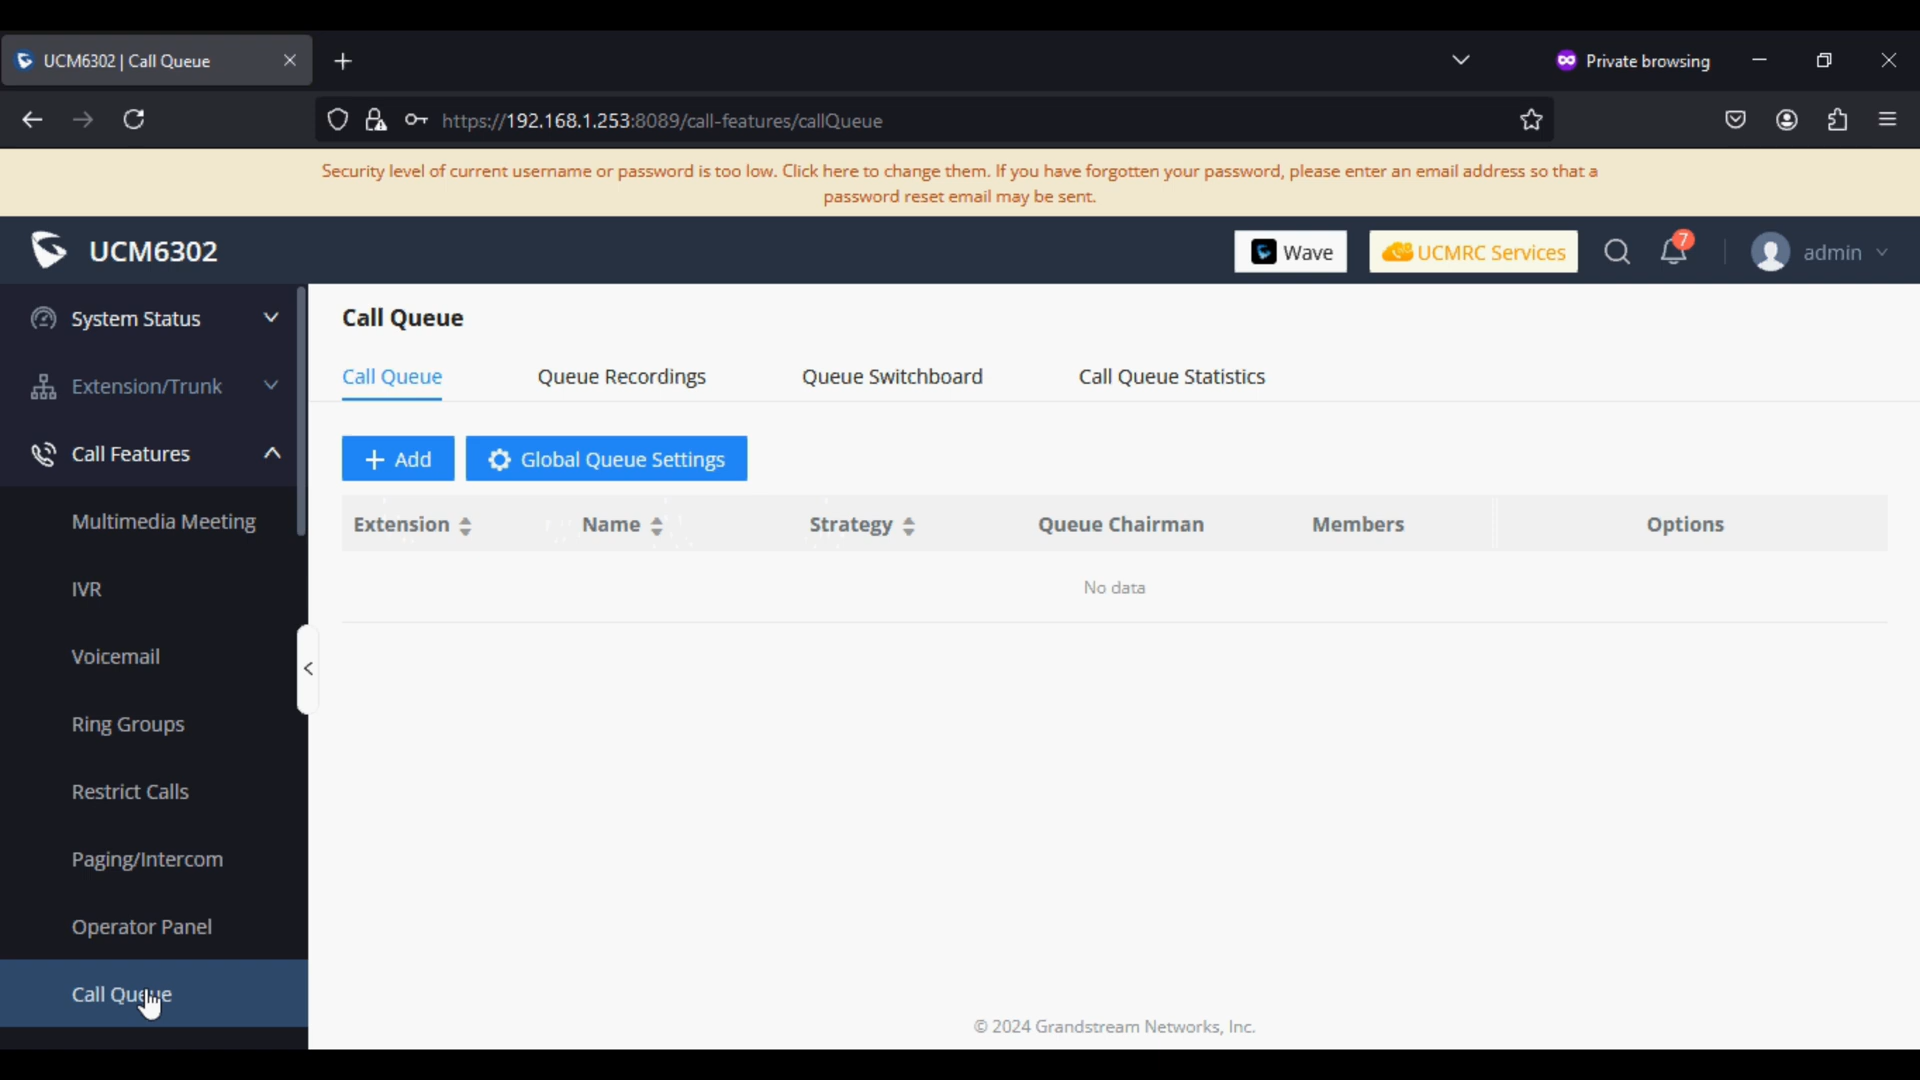 UCM6302 | Call Queue
Private browsing
https://192.168.1.253:8089/call-features/callQueue
Security level of current username or password is too low. Click here to change them. If you have forgotten your password, please enter an email address so that a
password reset email may be sent.
UCM6302
Wave
UCMRC Services
7
admin
System Status
Extension/Trunk
Call Features
Multimedia Meeting
IVR
Voicemail
Ring Groups
Restrict Calls
Paging/Intercom
Operator Panel
Call Queue
Call Queue
Call Queue Queue Recordings Queue Switchboard Call Queue Statistics
+ Add Global Queue Settings
Extension Name Strategy Queue Chairman Members Options
No data
© 2024 Grandstream Networks, Inc.